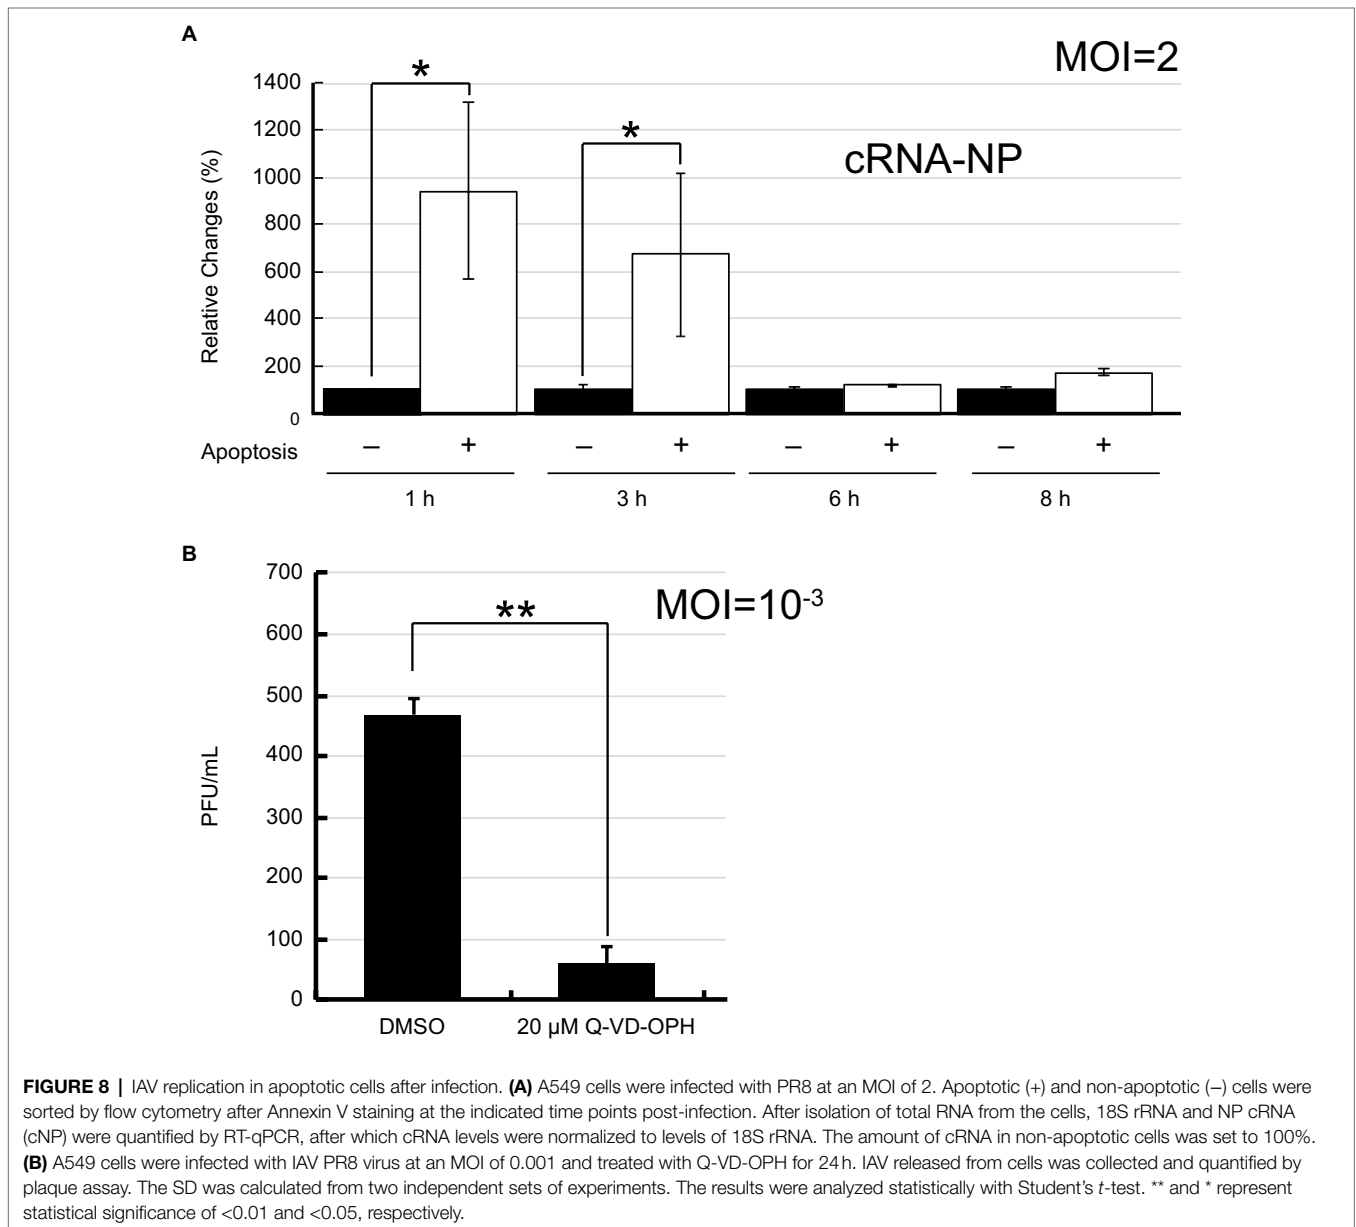 A
MOI=2
*
*
cRNA-NP
Relative Changes (%)
1400
1200
1000
800
600
400
200
0
Apoptosis – + – + – + – +
1 h 3 h 6 h 8 h
B
MOI=10-3
**
PFU/mL
700
600
500
400
300
200
100
0
DMSO 20 µM Q-VD-OPH
FIGURE 8 | IAV replication in apoptotic cells after infection. (A) A549 cells were infected with PR8 at an MOI of 2. Apoptotic (+) and non-apoptotic (−) cells were
sorted by flow cytometry after Annexin V staining at the indicated time points post-infection. After isolation of total RNA from the cells, 18S rRNA and NP cRNA
(cNP) were quantified by RT-qPCR, after which cRNA levels were normalized to levels of 18S rRNA. The amount of cRNA in non-apoptotic cells was set to 100%.
(B) A549 cells were infected with IAV PR8 virus at an MOI of 0.001 and treated with Q-VD-OPH for 24 h. IAV released from cells was collected and quantified by
plaque assay. The SD was calculated from two independent sets of experiments. The results were analyzed statistically with Student’s t-test. ** and * represent
statistical significance of <0.01 and <0.05, respectively.